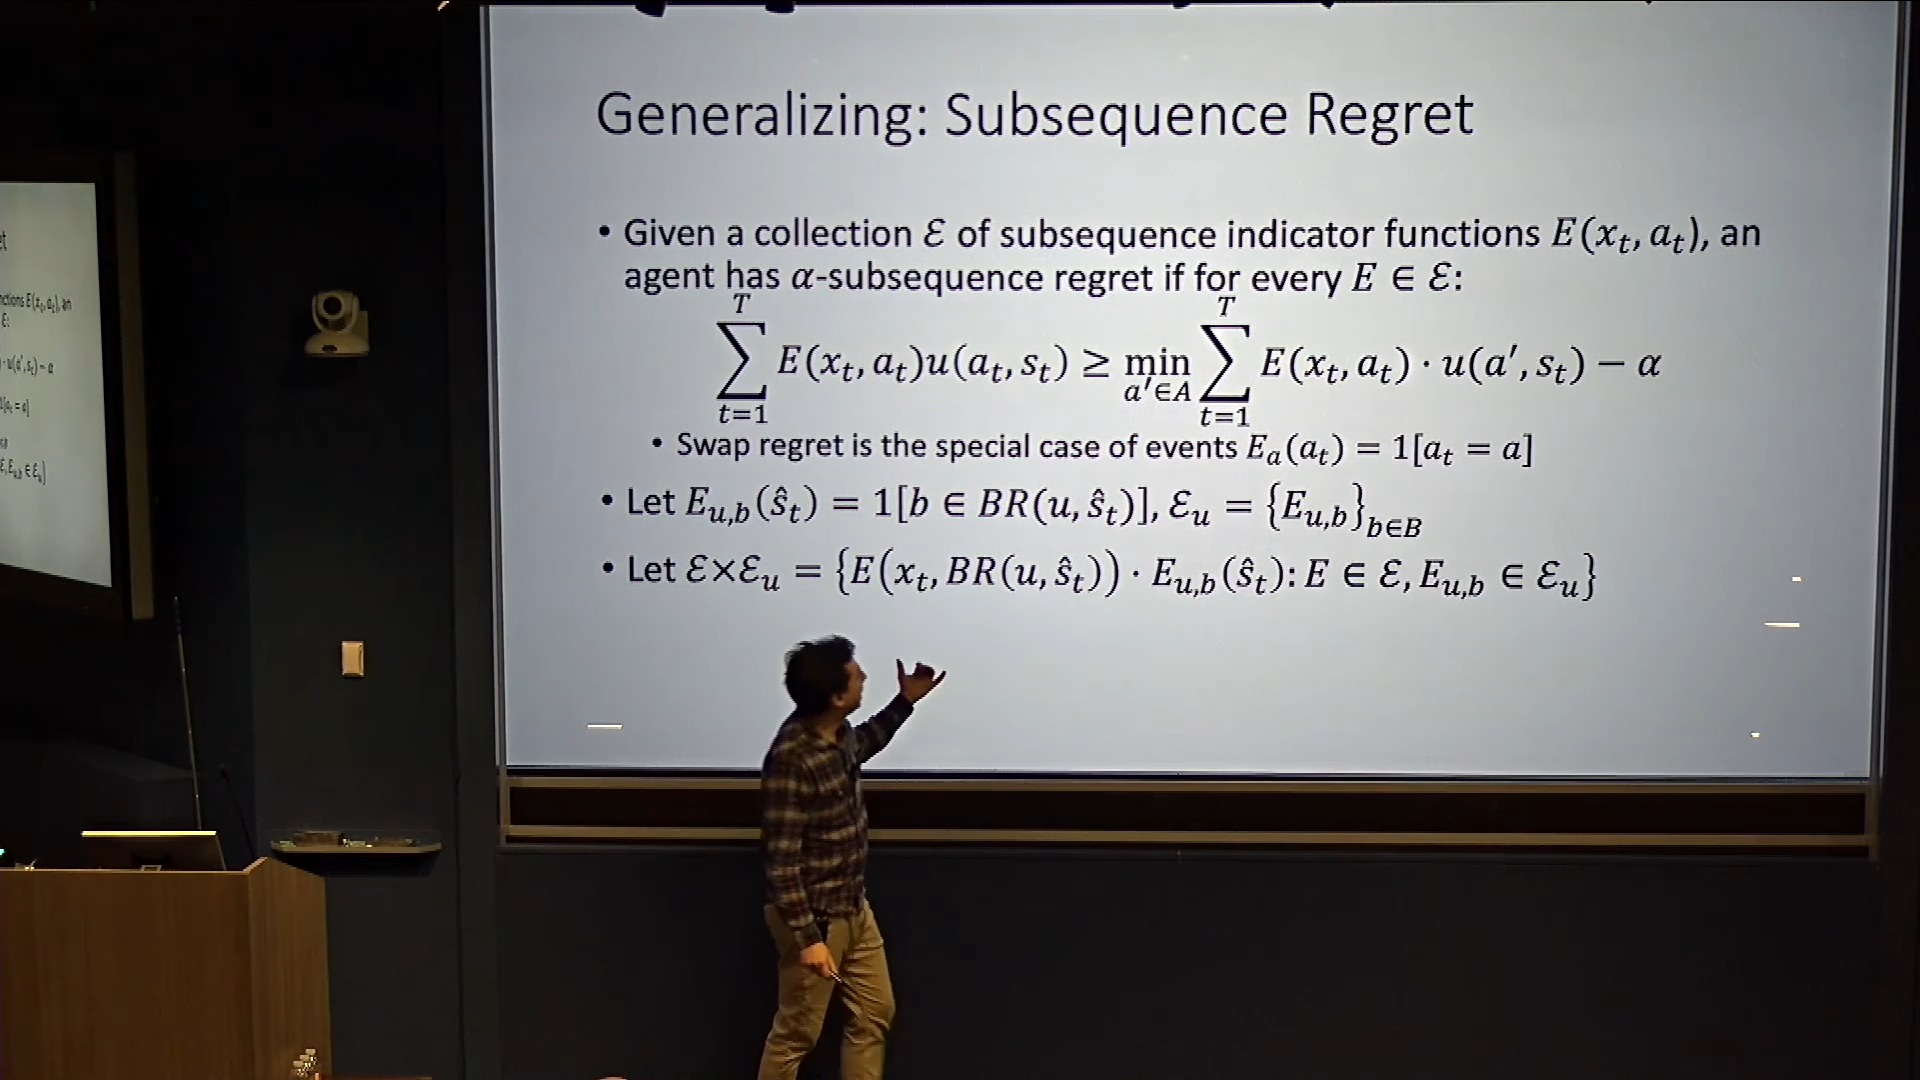 Generalizing: Subsequence Regret
• Given a collection ℰ of subsequence indicator functions E(x_t, a_t), an
agent has α-subsequence regret if for every E ∈ ℰ:
∑_{t=1}^{T} E(x_t, a_t)u(a_t, s_t) ≥ min_{a′∈A} ∑_{t=1}^{T} E(x_t, a_t) · u(a′, s_t) − α
• Swap regret is the special case of events E_a(a_t) = 1[a_t = a]
• Let E_{u,b}(ŝ_t) = 1[b ∈ BR(u, ŝ_t)], ℰ_u = {E_{u,b}}_{b∈B}
• Let ℰ×ℰ_u = {E(x_t, BR(u, ŝ_t)) · E_{u,b}(ŝ_t): E ∈ ℰ, E_{u,b} ∈ ℰ_u}